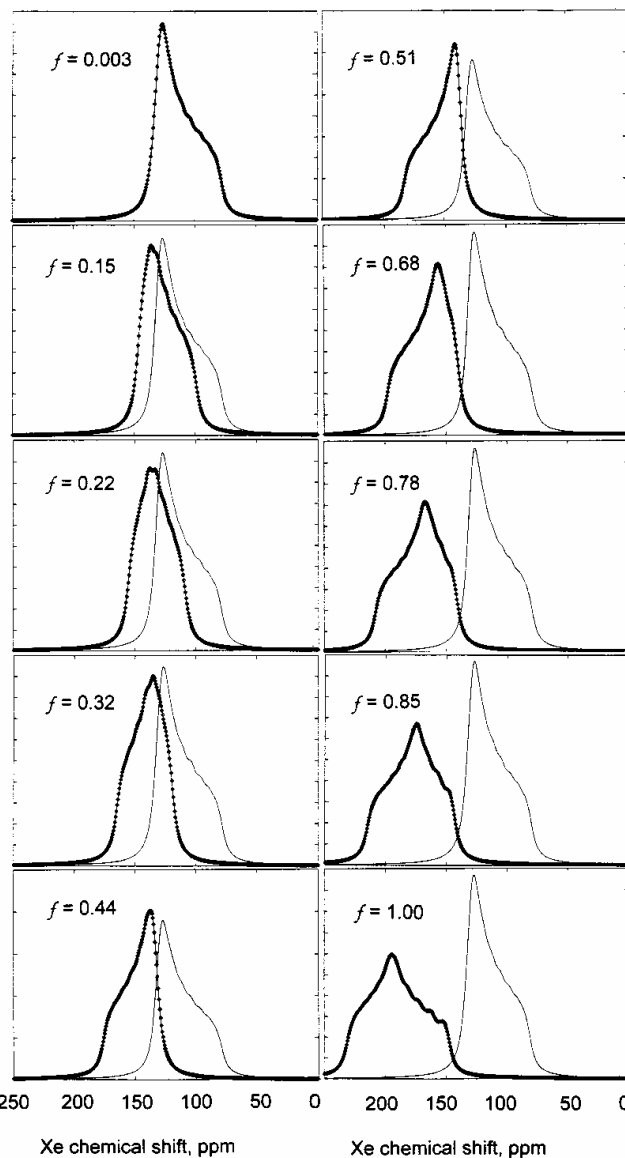 f = 0.003
f = 0.15
f = 0.22
f = 0.32
f = 0.44
250 200 150 100 50 0
Xe chemical shift, ppm
f = 0.51
f = 0.68
f = 0.78
f = 0.85
f = 1.00
200 150 100 50 0
Xe chemical shift, ppm